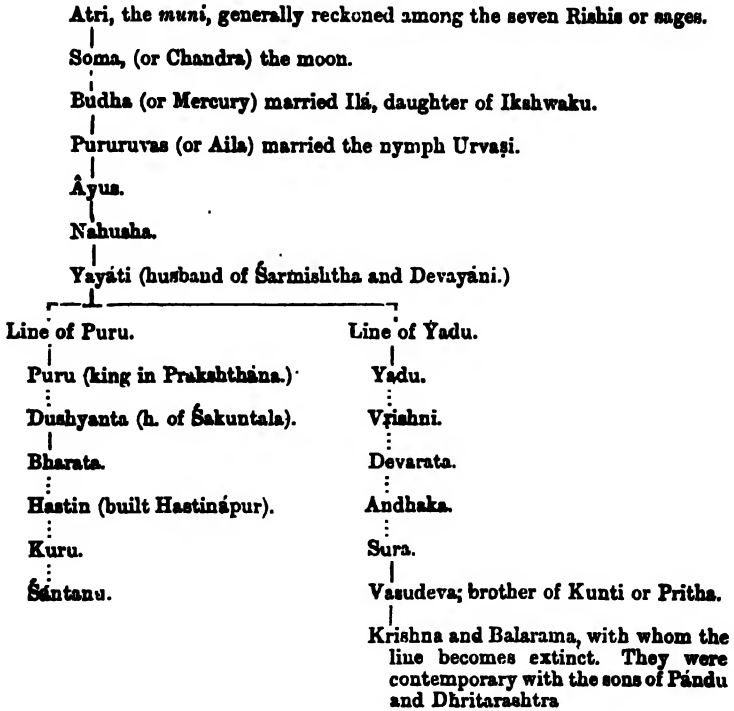 Atri, the muni, generally reckoned among the seven Rishis or sages.
Soma, (or Chandra) the moon.
Budha (or Mercury) married Ilá, daughter of Ikshwaku.
Pururuvas (or Aila) married the nymph Urvaṣi.
Âyus.
Nahusha.
Yayáti (husband of Śarmishtha and Devayáni.)
Line of Puru.
Puru (king in Prakshthána.)
Dushyanta (h. of Śakuntala).
Bharata.
Hastin (built Hastinápur).
Kuru.
Śántanu.
Line of Yadu.
Yadu.
Vṛishni.
Devarata.
Andhaka.
Sura.
Vasudeva; brother of Kunti or Pritha.
Krishna and Balarama, with whom the
line becomes extinct. They were
contemporary with the sons of Pándu
and Dhritarashtra